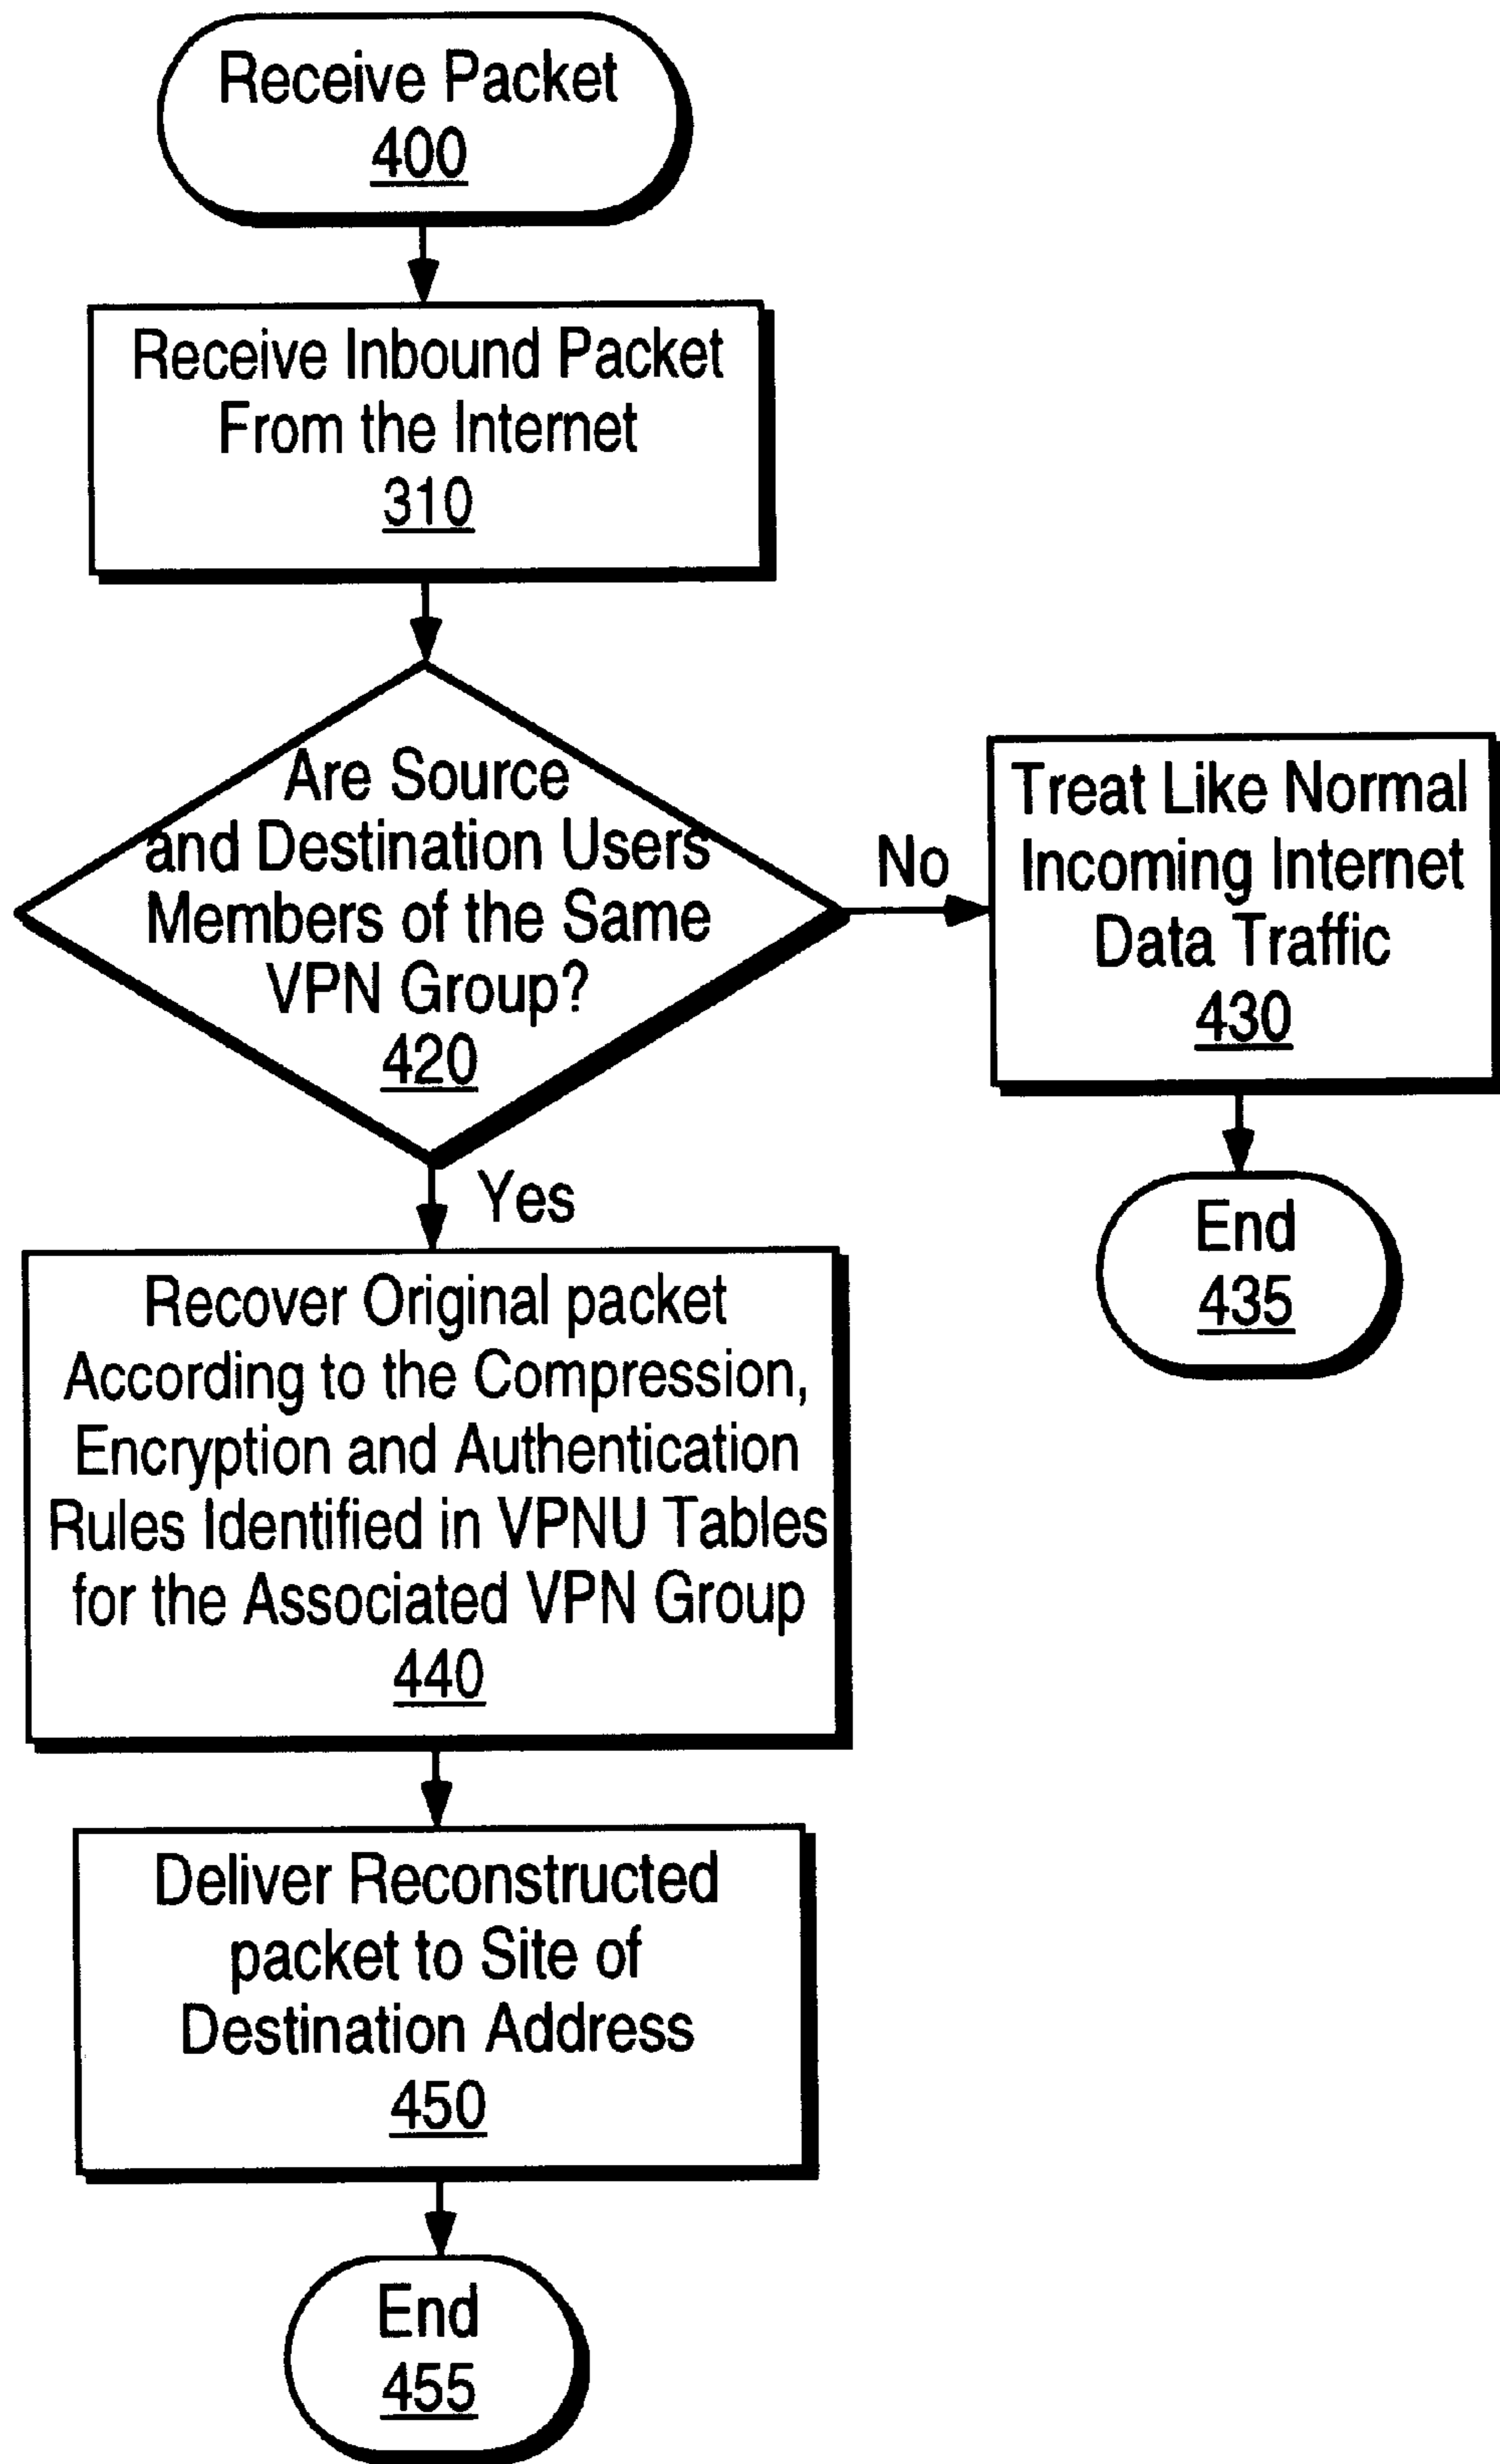 Receive Packet
400
Receive Inbound Packet
From the Internet
310
Are Source
and Destination Users
Members of the Same
VPN Group?
420
No
Treat Like Normal
Incoming Internet
Data Traffic
430
End
435
Yes
Recover Original packet
According to the Compression,
Encryption and Authentication
Rules Identified in VPNU Tables
for the Associated VPN Group
440
Deliver Reconstructed
packet to Site of
Destination Address
450
End
455